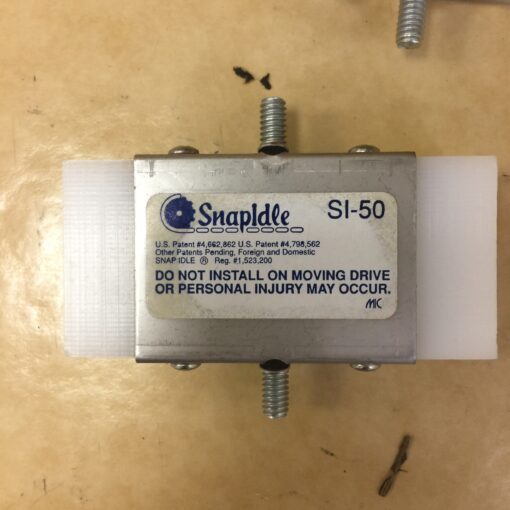 SnapIdle SI-50
U.S. Patent #4,662,862 U.S. Patent #4,798,562
Other Patents Pending, Foreign and Domestic
SNAP IDLE ® Reg. #1,523,200
DO NOT INSTALL ON MOVING DRIVE
OR PERSONAL INJURY MAY OCCUR.
MIC